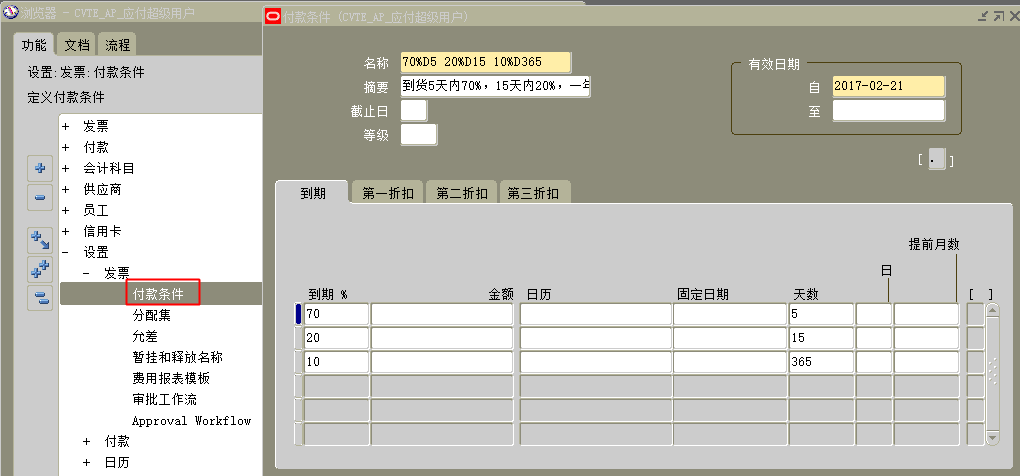 浏览器 - CVTE_AP_应付超级用户
功能 文档 流程
设置:发票:付款条件
定义付款条件
+ 发票
+ 付款
+ 会计科目
+ 供应商
+ 员工
+ 信用卡
- 设置
- 发票
付款条件
分配集
允差
暂挂和释放名称
费用报表模板
审批工作流
Approval Workflow
+ 付款
+ 日历
付款条件 (CVTE_AP_应付超级用户)
名称 70%D5 20%D15 10%D365
摘要 到货5天内70%，15天内20%，一年
截止日
等级
有效日期
自 2017-02-21
至
[ . ]
到期 第一折扣 第二折扣 第三折扣
提前月数
日
到期 % 金额 日历 固定日期 天数 [ ]
70 5
20 15
10 365